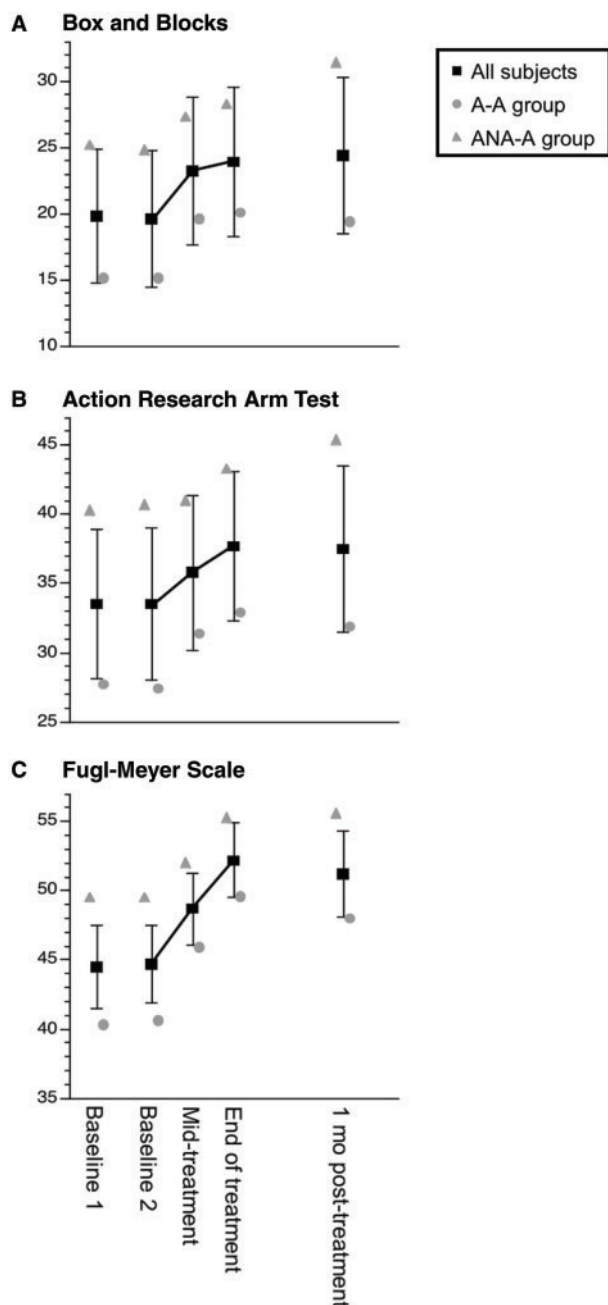 A Box and Blocks
All subjects
A-A group
ANA-A group
30
25
20
15
10
B Action Research Arm Test
45
40
35
30
25
C Fugl-Meyer Scale
55
50
45
40
35
Baseline 1
Baseline 2
Mid-treatment
End of treatment
1 mo post-treatment